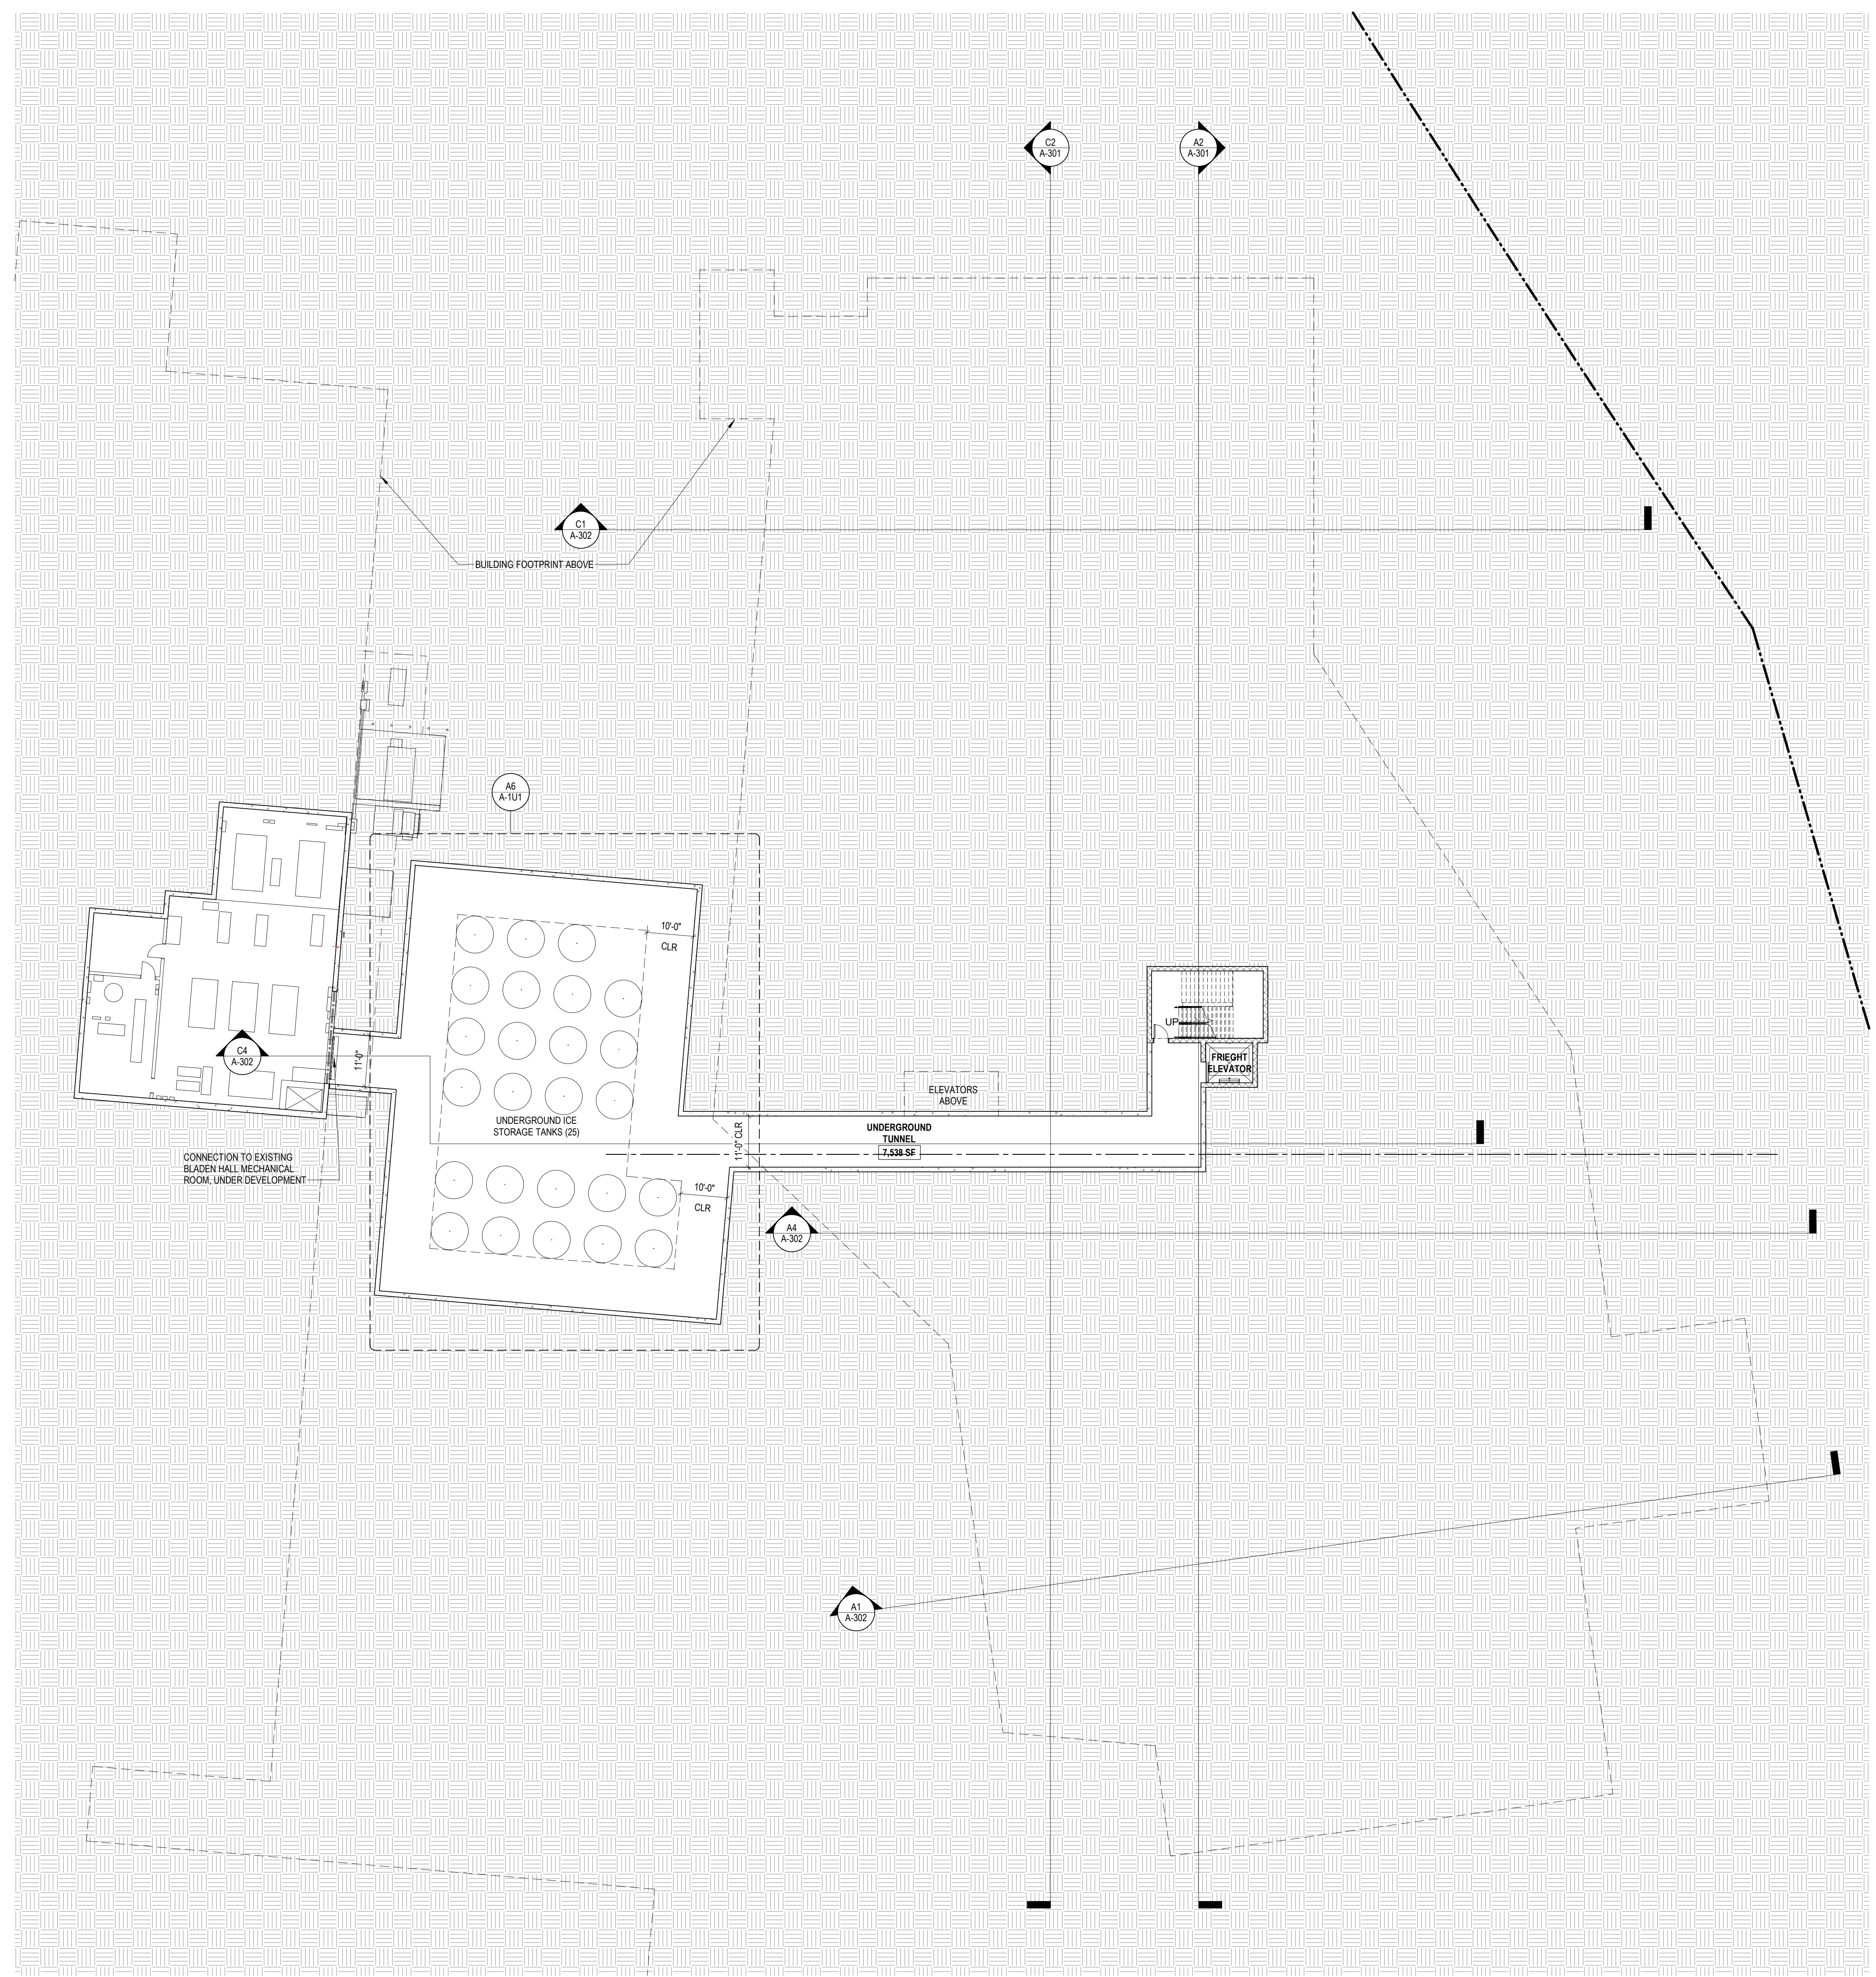 C2
A-301
A2
A-301
C1
A-302
BUILDING FOOTPRINT ABOVE
A6
A-1U1
10'-0"
CLR
UP
FRIEGHT
ELEVATOR
C4
A-302
11'-0"
ELEVATORS
ABOVE
UNDERGROUND ICE
STORAGE TANKS (25)
UNDERGROUND
TUNNEL
7,538 SF
11'-0" CLR
CONNECTION TO EXISTING
BLADEN HALL MECHANICAL
ROOM, UNDER DEVELOPMENT
10'-0"
CLR
A4
A-302
A1
A-302